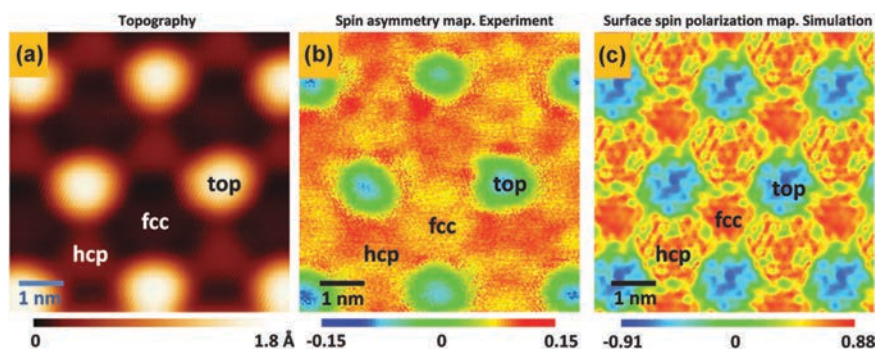 Topography
Spin asymmetry map. Experiment
Surface spin polarization map. Simulation
(a)
(b)
(c)
top
fcc
hcp
1 nm
top
fcc
hcp
1 nm
top
fcc
hcp
1 nm
0 1.8 Å
-0.15 0 0.15
-0.91 0 0.88